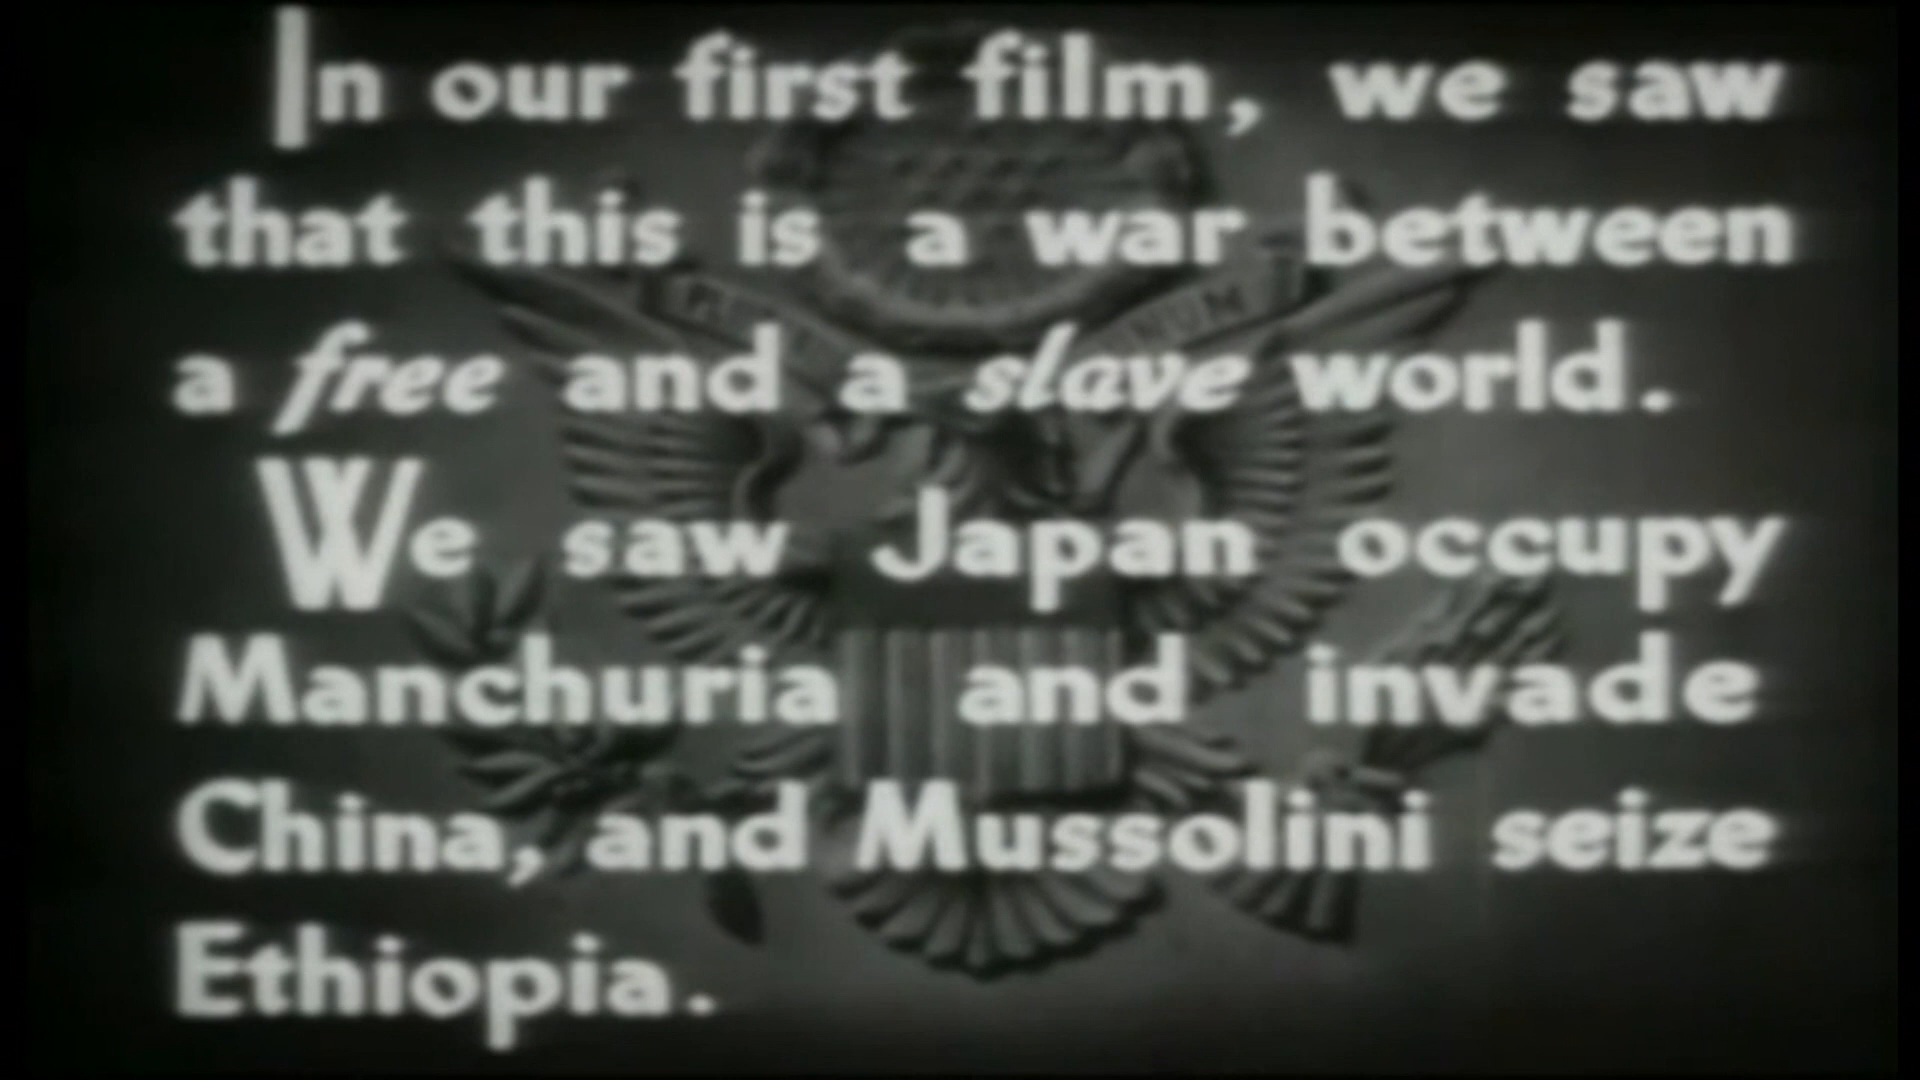 In our first film, we saw
that this is a war between
a free and a slave world.
We saw Japan occupy
Manchuria and invade
China, and Mussolini seize
Ethiopia.